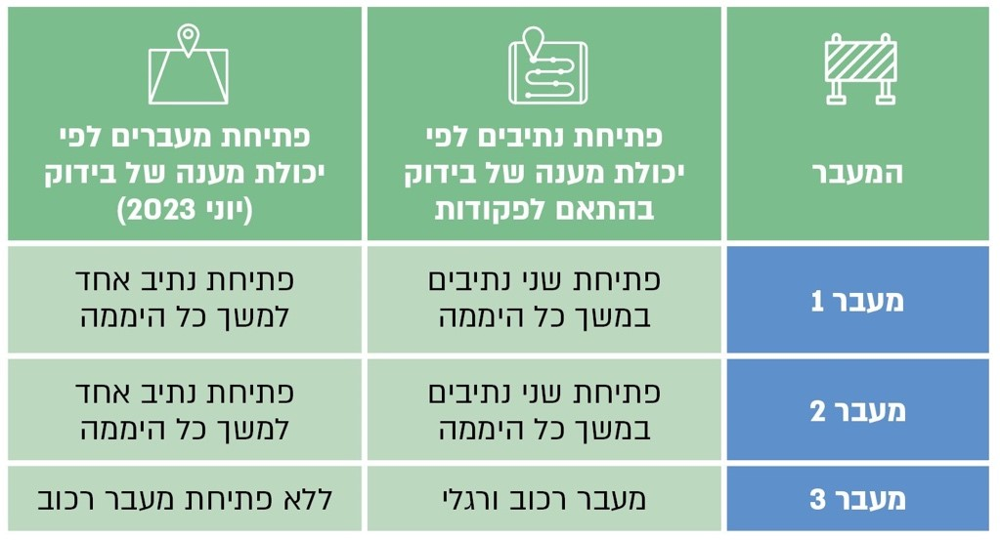 המעבר
פתיחת נתיבים לפי
יכולת מענה של בידוק
בהתאם לפקודות
פתיחת מעברים לפי
יכולת מענה של בידוק
(יוני 2023)
מעבר 1
פתיחת שני נתיבים
במשך כל היממה
פתיחת נתיב אחד
למשך כל היממה
מעבר 2
פתיחת שני נתיבים
במשך כל היממה
פתיחת נתיב אחד
למשך כל היממה
מעבר 3
מעבר רכוב ורגלי
ללא פתיחת מעבר רכוב